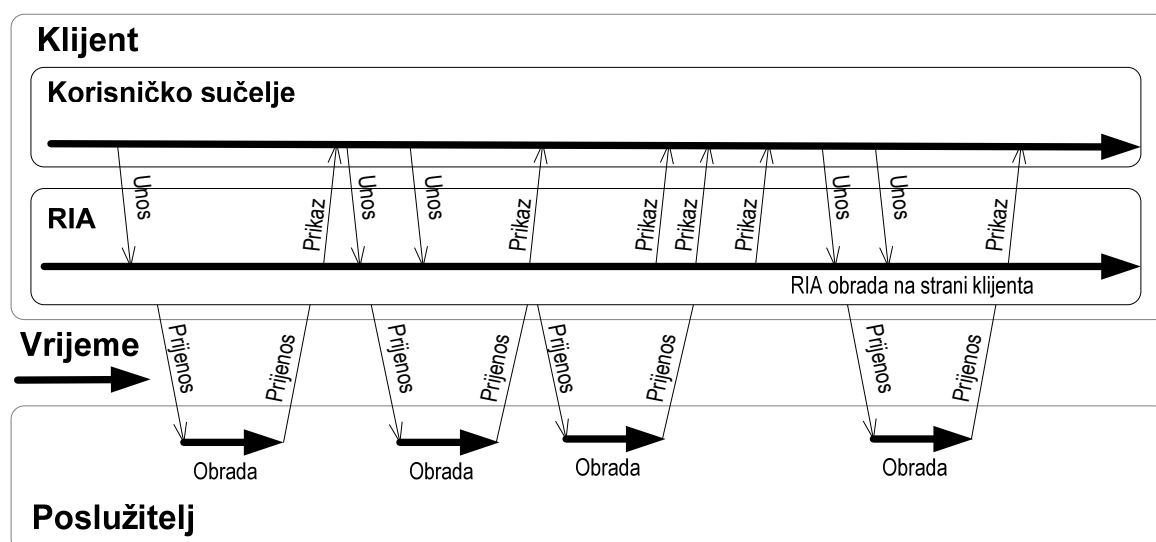 Klijent
Korisničko sučelje
Unos
Prikaz
Unos
Unos
Prikaz
Prikaz
Prikaz
Prikaz
Unos
Unos
Prikaz
RIA
RIA obrada na strani klijenta
Vrijeme
Prijenos
Prijenos
Prijenos
Prijenos
Prijenos
Prijenos
Prijenos
Prijenos
Obrada
Obrada
Obrada
Obrada
Poslužitelj